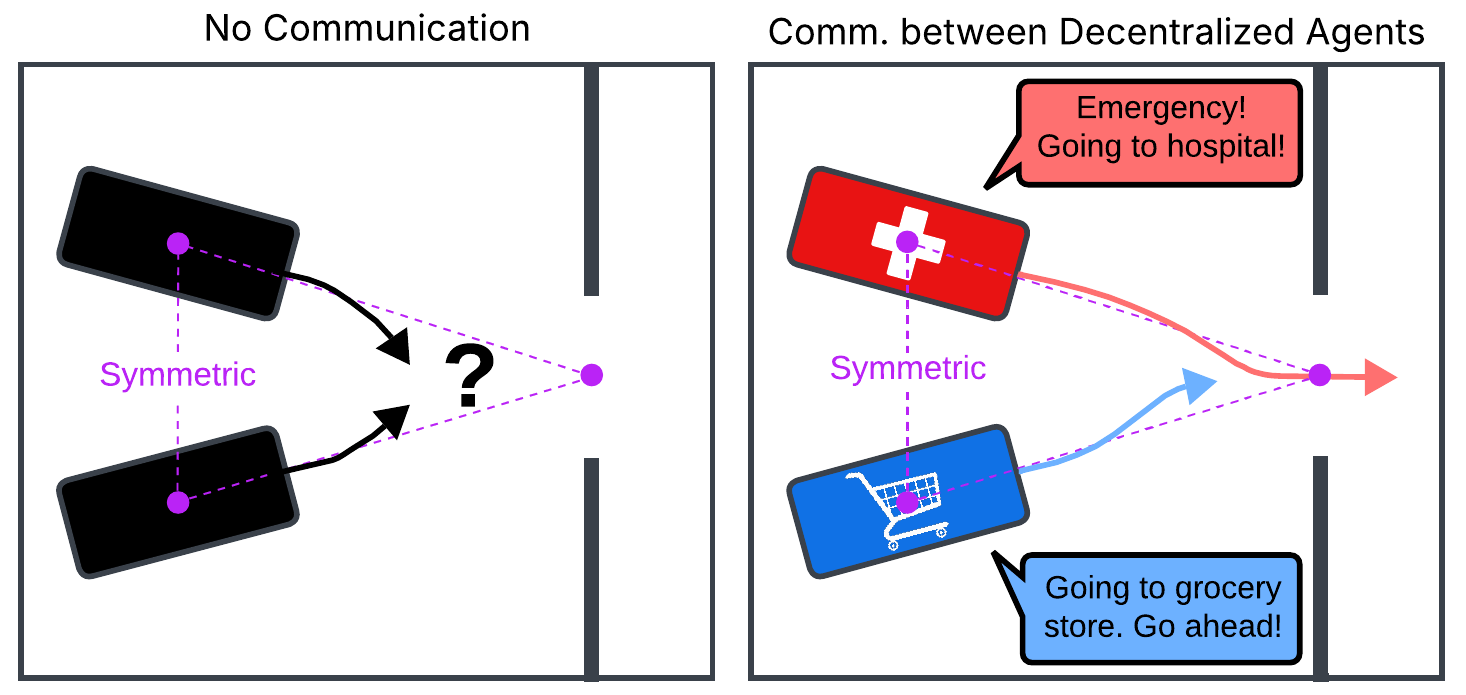 No Communication
Symmetric
?
Comm. between Decentralized Agents
Emergency!
Going to hospital!
Symmetric
Going to grocery
store. Go ahead!